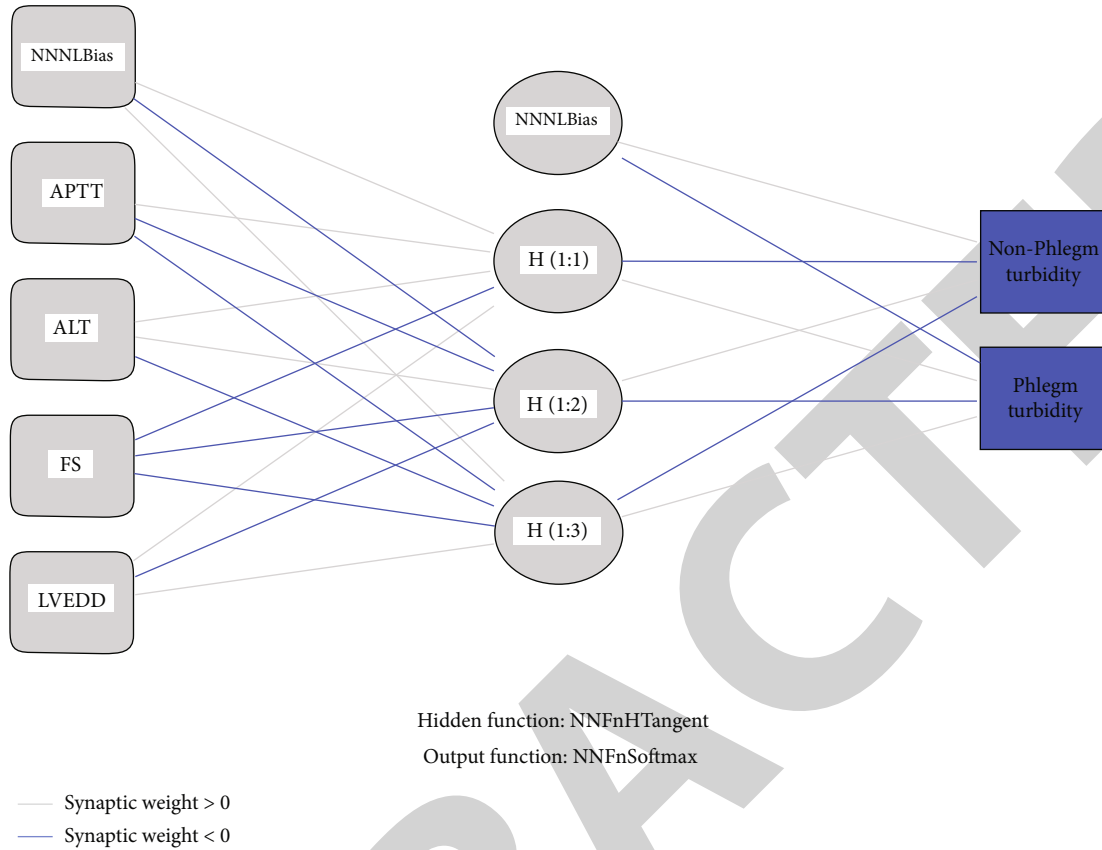 NNNLBias
APTT
ALT
FS
LVEDD
NNNLBias
H (1:1)
H (1:2)
H (1:3)
Non-Phlegm
turbidity
Phlegm
turbidity
Hidden function: NNFnHTangent
Output function: NNFnSoftmax
Synaptic weight > 0
Synaptic weight < 0